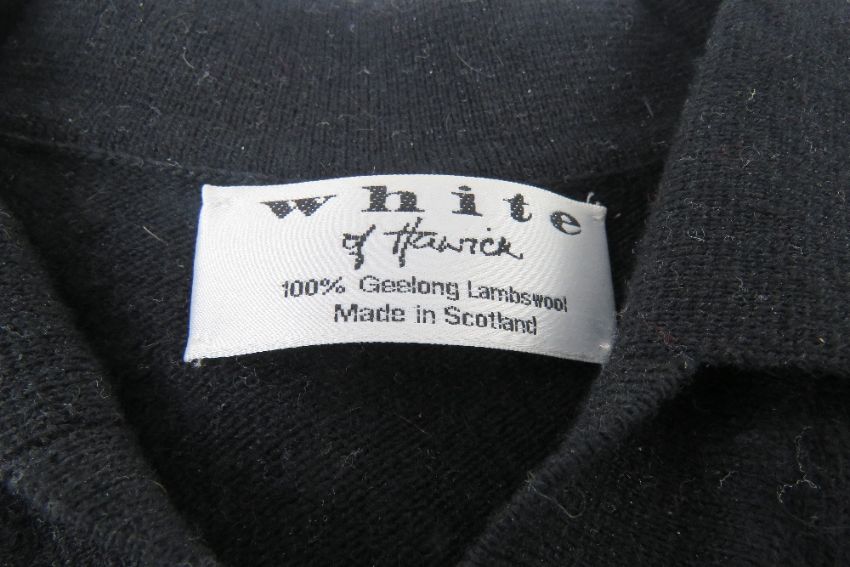 white
of Hawick
100% Geelong Lambswool
Made in Scotland